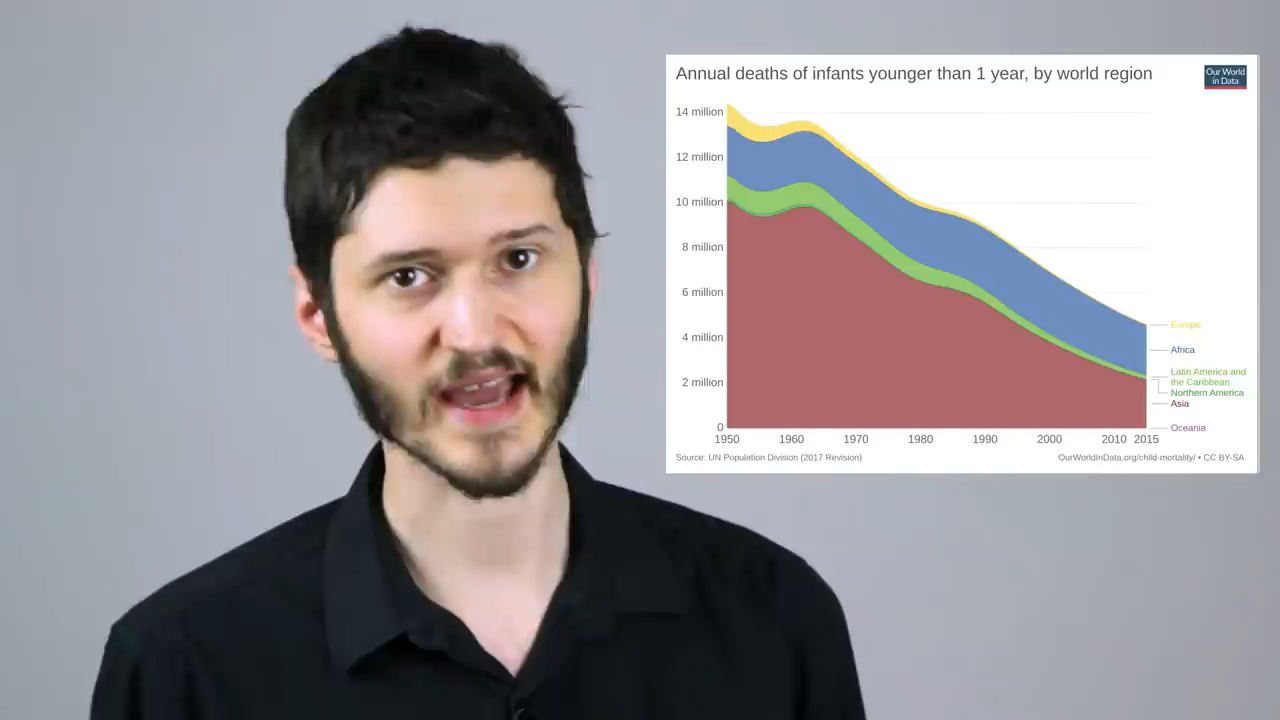 Annual deaths of infants younger than 1 year, by world region
Our World
in Data
14 million
12 million
10 million
8 million
6 million
4 million
2 million
0
1950 1960 1970 1980 1990 2000 2010 2015
Europe
Africa
Latin America and
the Caribbean
Northern America
Asia
Oceania
Source: UN Population Division (2017 Revision)
OurWorldInData.org/child-mortality/ • CC BY-SA